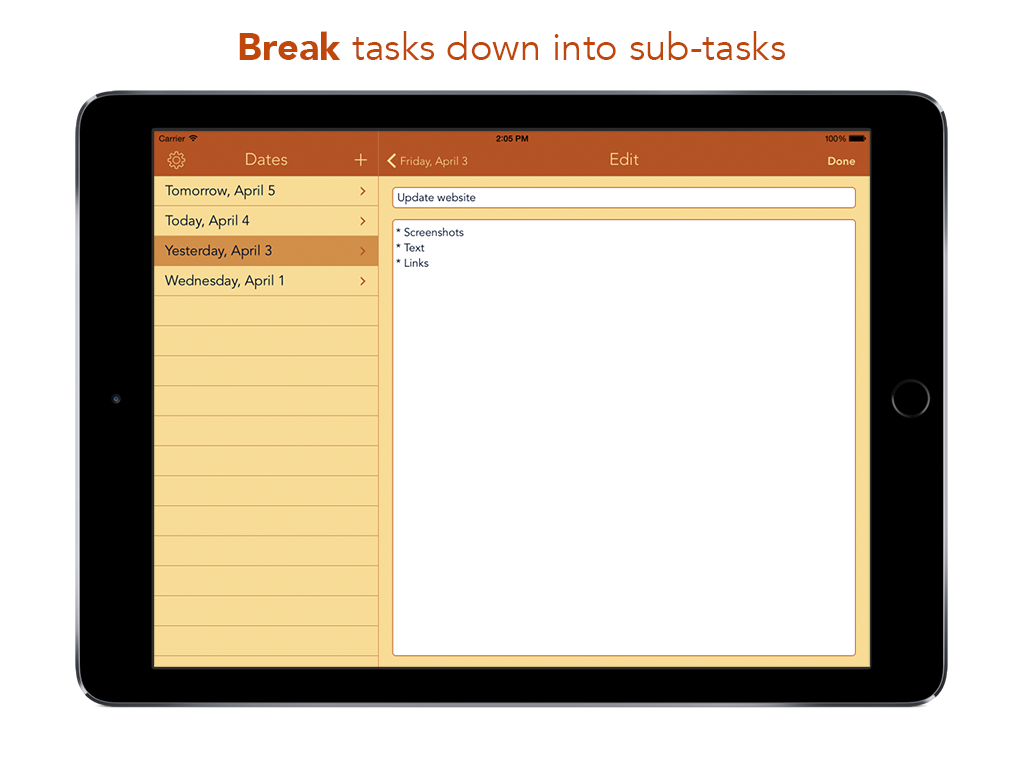 Break tasks down into sub-tasks
Carrier 2:05 PM 100%
Dates
Friday, April 3 Edit Done
Tomorrow, April 5
Today, April 4
Yesterday, April 3
Wednesday, April 1
Update website
* Screenshots
* Text
* Links